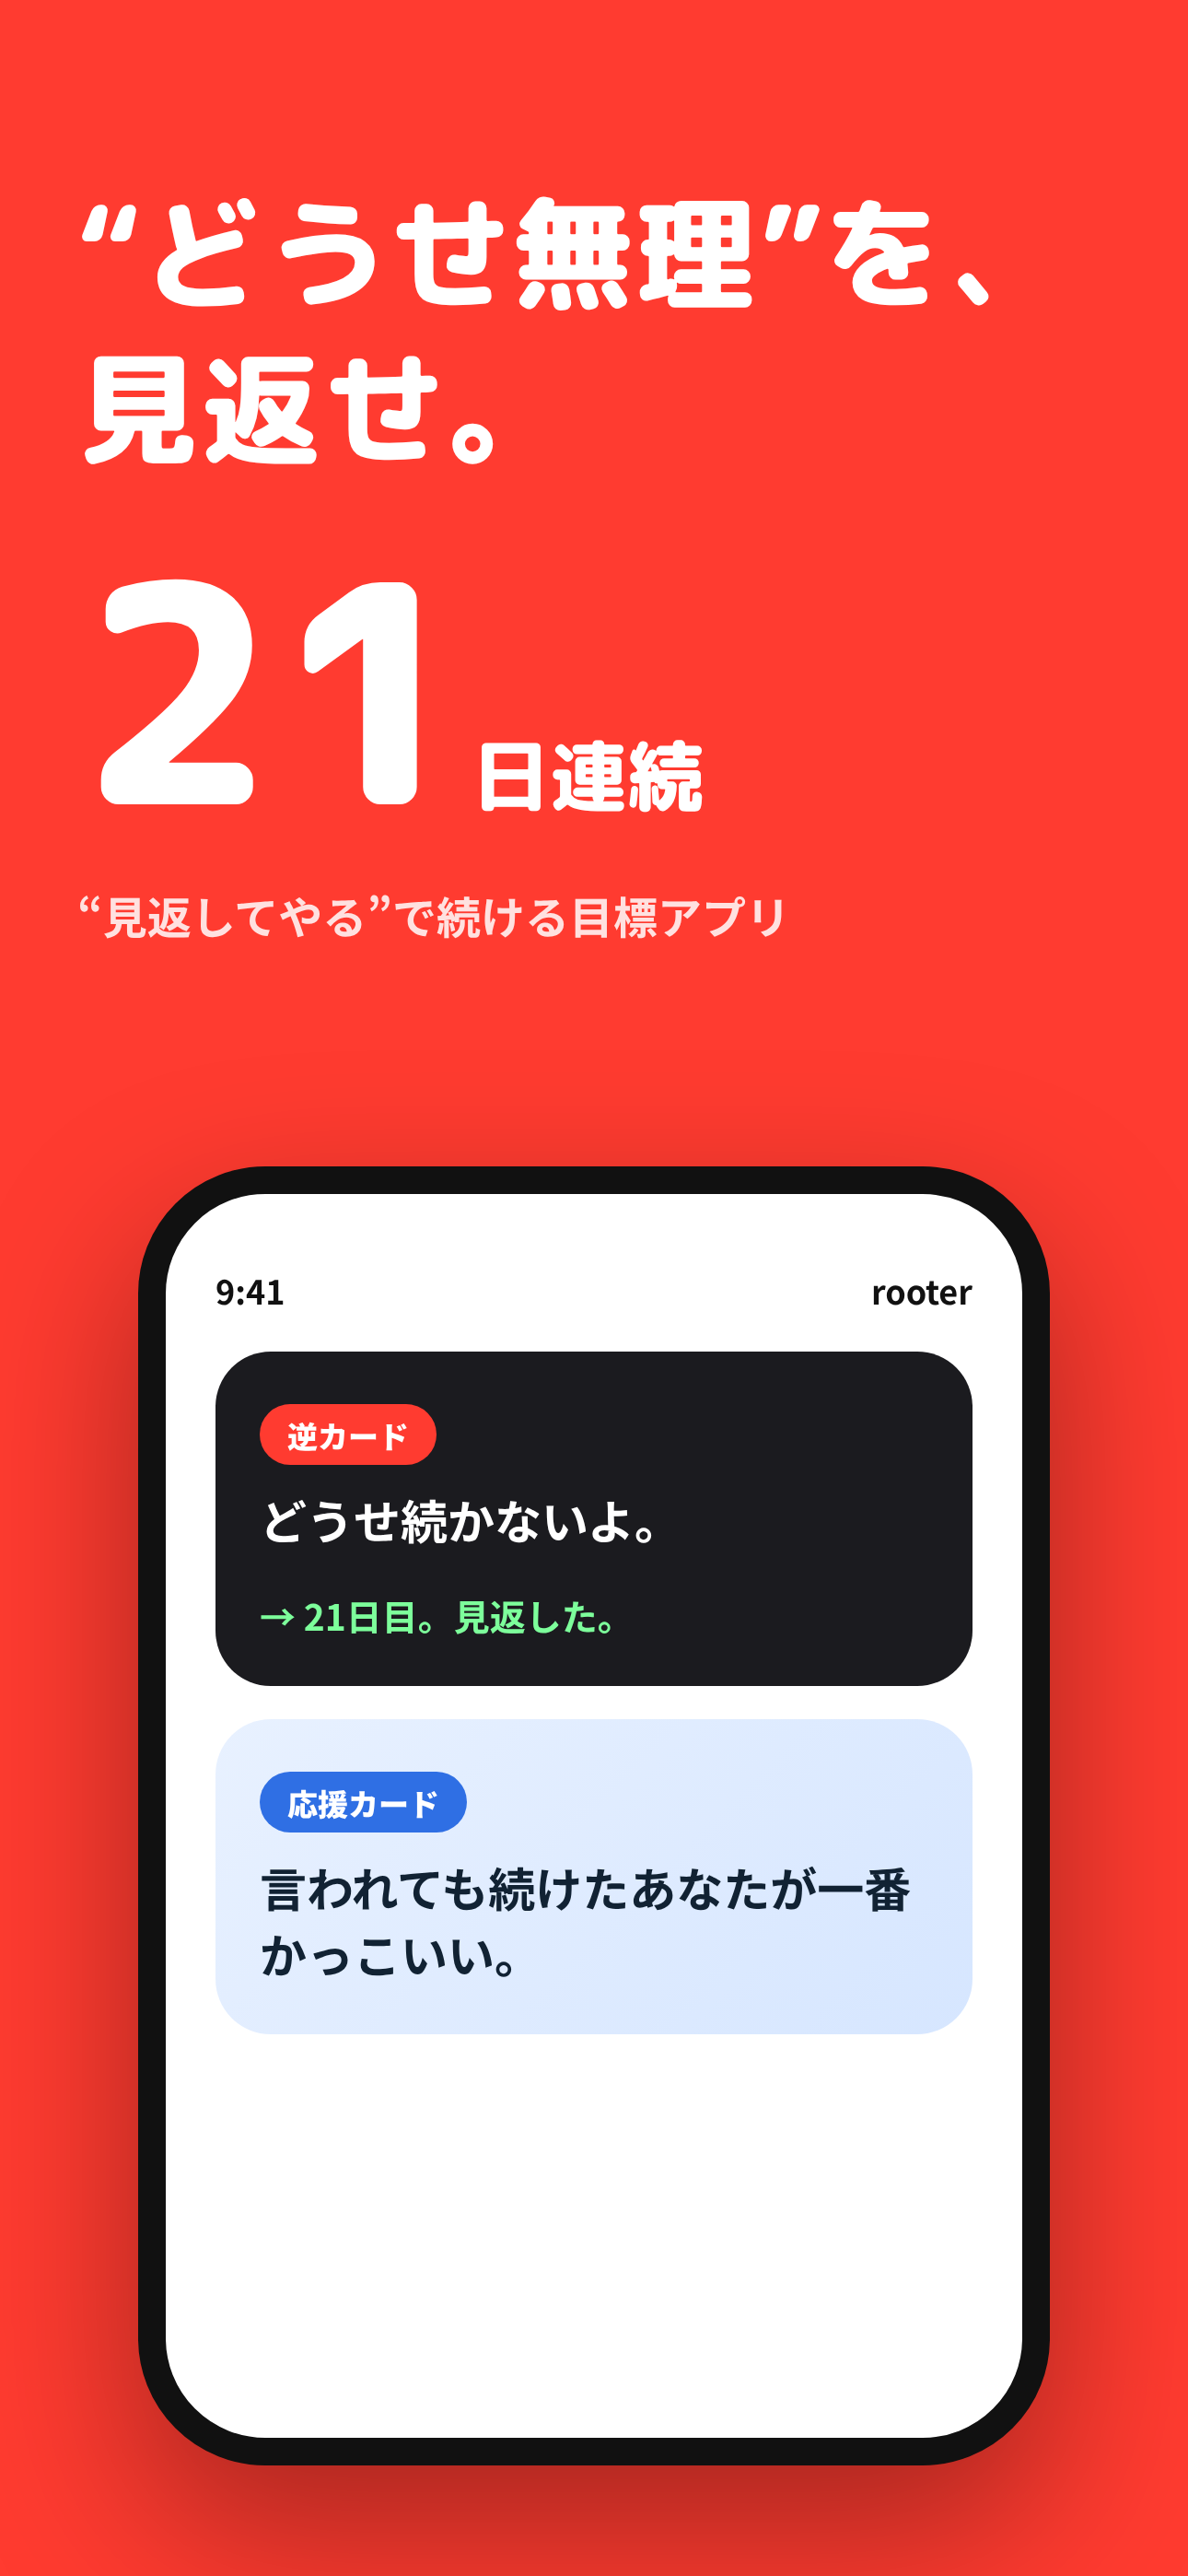 “どうせ無理”を、
見返せ。
21日連続
“見返してやる”で続ける目標アプリ
9:41 rooter
逆カード
どうせ続かないよ。
→ 21日目。見返した。
応援カード
言われても続けたあなたが一番
かっこいい。